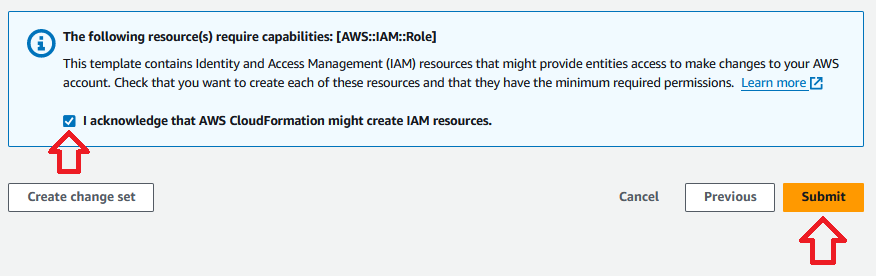 The following resource(s) require capabilities: [AWS::IAM::Role]
This template contains Identity and Access Management (IAM) resources that might provide entities access to make changes to your AWS
account. Check that you want to create each of these resources and that they have the minimum required permissions. Learn more
I acknowledge that AWS CloudFormation might create IAM resources.
Create change set Cancel Previous Submit